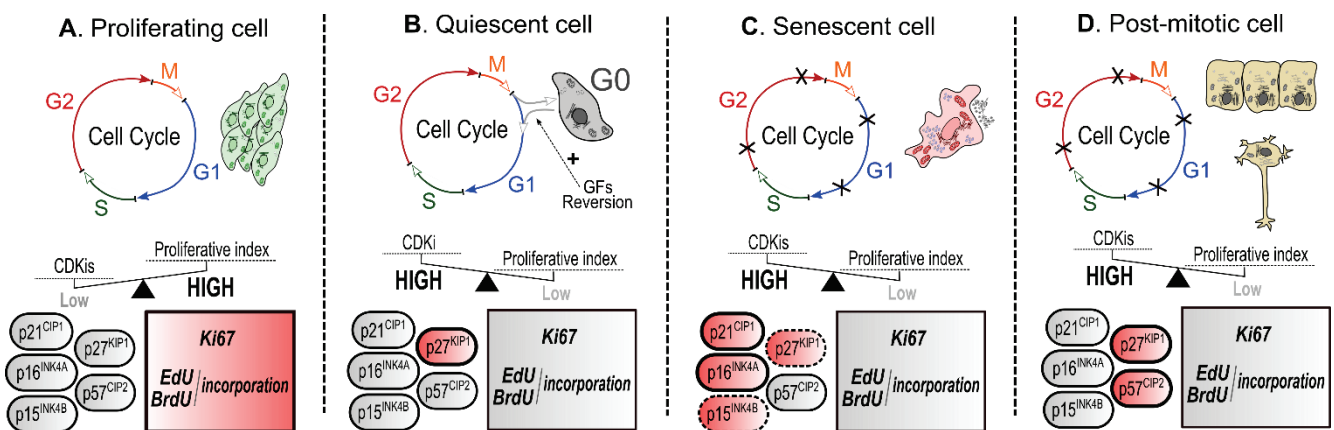 A. Proliferating cell
M
G2
Cell Cycle
G1
S
CDKis
Low
Proliferative index
HIGH
p21CIP1
p27KIP1
p16INK4A
p57CIP2
p15INK4B
Ki67
EdU
BrdU
incorporation
B. Quiescent cell
M
G0
G2
Cell Cycle
+
G1
GFs
Reversion
S
CDKi
HIGH
Proliferative index
Low
p21CIP1
p27KIP1
p16INK4A
p57CIP2
p15INK4B
Ki67
EdU
BrdU
incorporation
C. Senescent cell
M
G2
Cell Cycle
G1
S
CDKis
HIGH
Proliferative index
Low
p21CIP1
p27KIP1
p16INK4A
p57CIP2
p15INK4B
Ki67
EdU
BrdU
incorporation
D. Post-mitotic cell
M
G2
Cell Cycle
G1
S
CDKis
HIGH
Proliferative index
Low
p21CIP1
p27KIP1
p16INK4A
p57CIP2
p15INK4B
Ki67
EdU
BrdU
incorporation